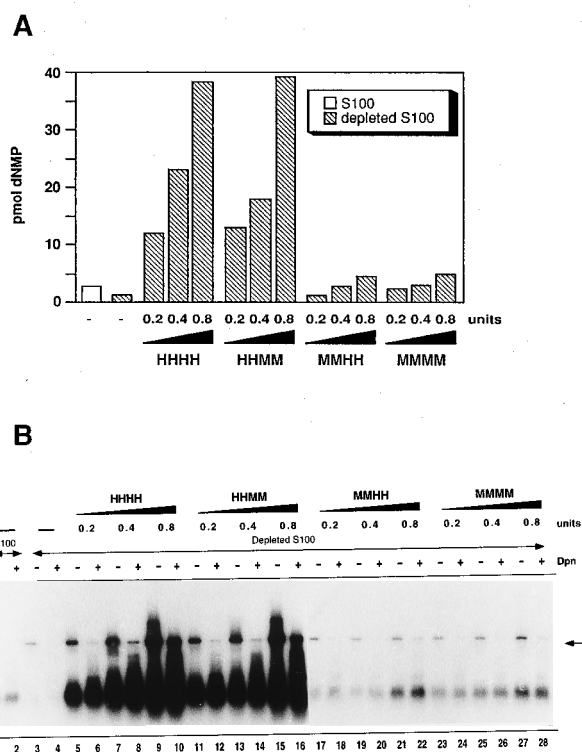 A
pmol dNMP
40
30
20
10
0
S100
depleted S100
- - 0.2 0.4 0.8 0.2 0.4 0.8 0.2 0.4 0.8 0.2 0.4 0.8 units
HHHH HHMM MMHH MMMM
B
HHHH HHMM MMHH MMMM
0.2 0.4 0.8 0.2 0.4 0.8 0.2 0.4 0.8 0.2 0.4 0.8 units
100 Depleted S100
+ - + - + - + - + - + - + - + - + - + - + - + - + - + Dpn
2 3 4 5 6 7 8 9 10 11 12 13 14 15 16 17 18 19 20 21 22 23 24 25 26 27 28